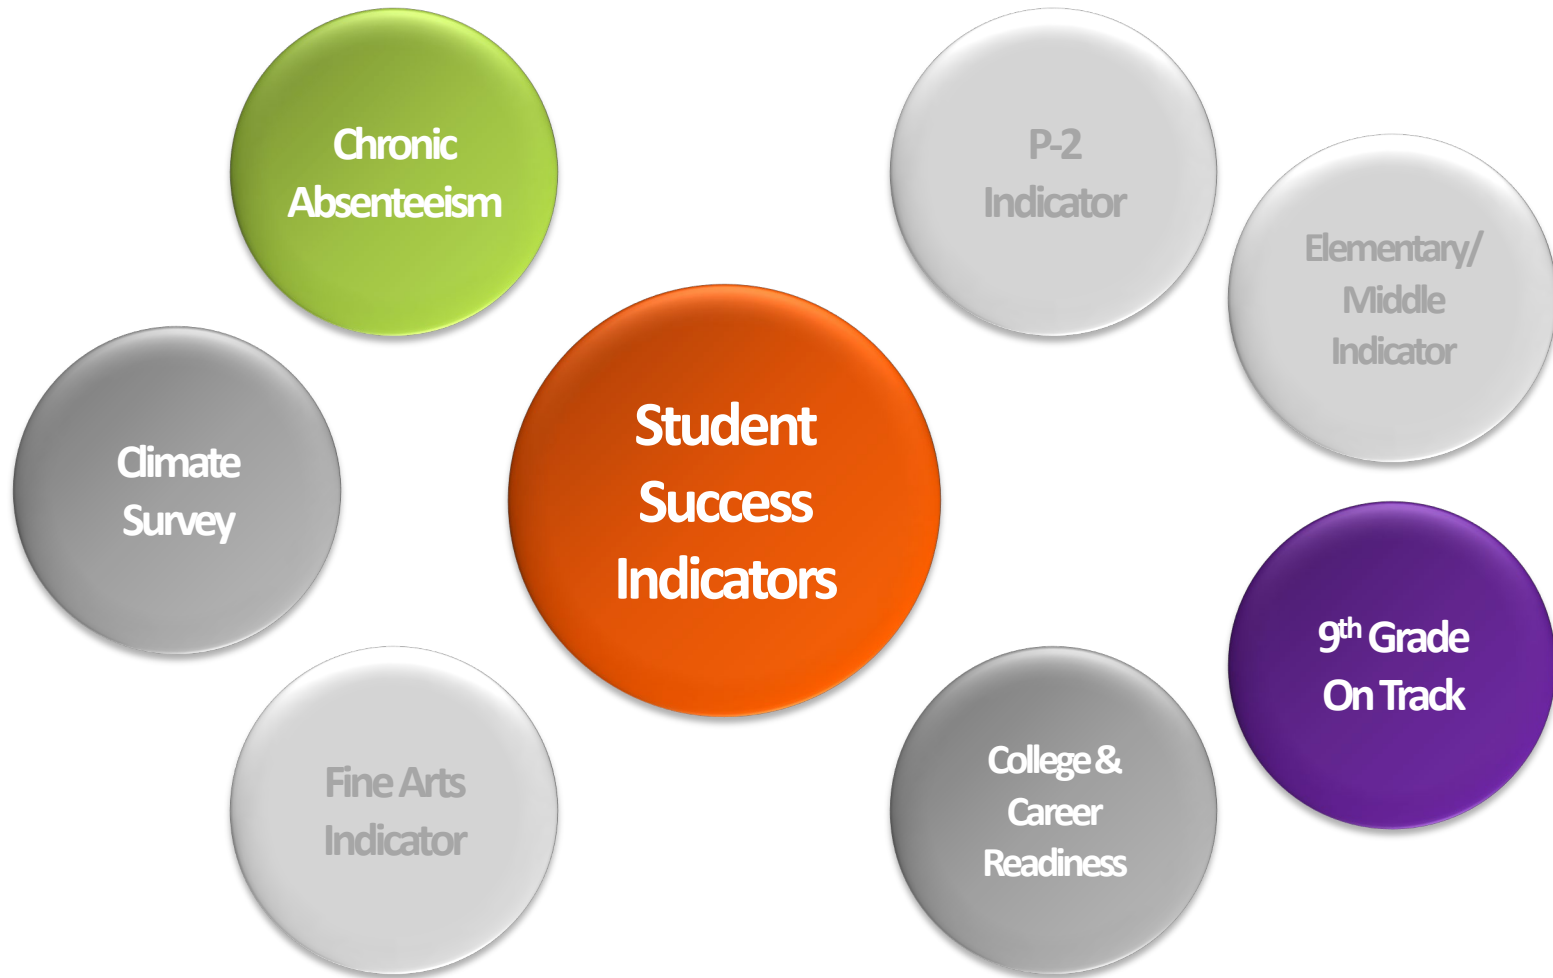 Chronic
Absenteeism
P-2
Indicator
Elementary/
Middle
Indicator
Climate
Survey
Student
Success
Indicators
9th Grade
On Track
Fine Arts
Indicator
College &
Career
Readiness